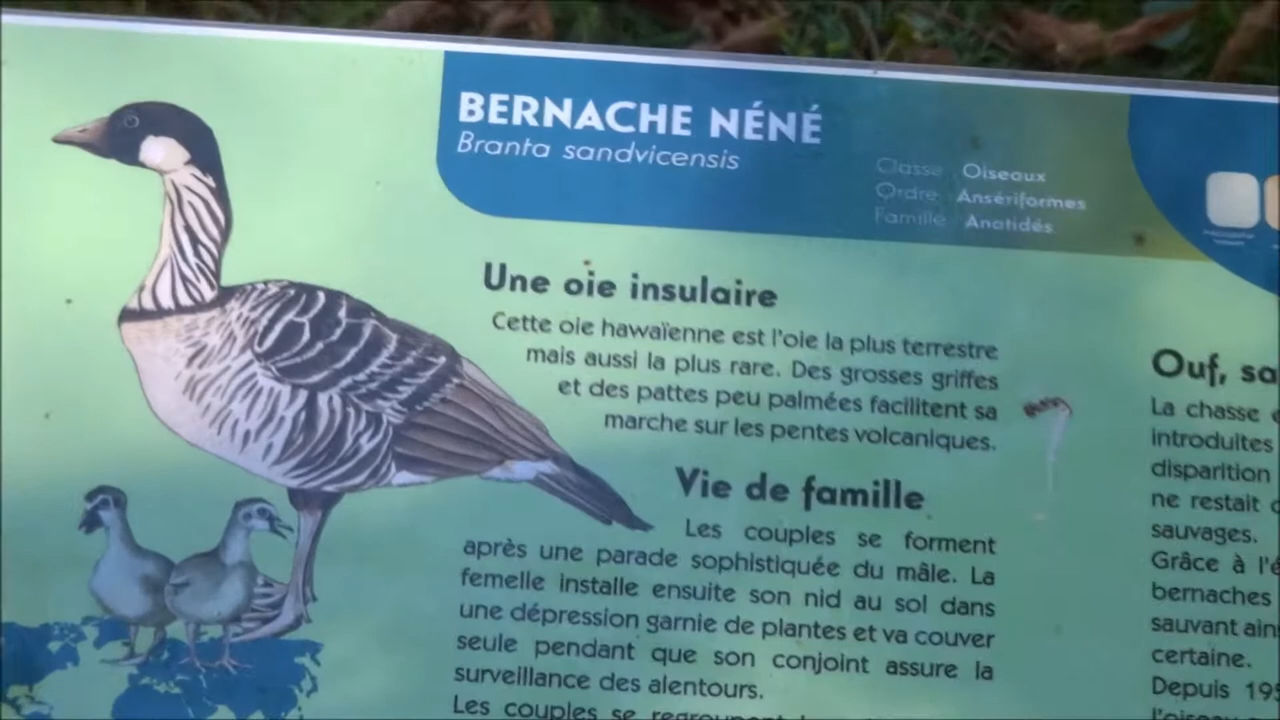 BERNACHE NÉNÉ
Branta sandvicensis
Classe Oiseaux
Ordre Ansériformes
Famille Anatidés
Une oie insulaire
Cette oie hawaïenne est l'oie la plus terrestre
mais aussi la plus rare. Des grosses griffes
et des pattes peu palmées facilitent sa
marche sur les pentes volcaniques.
Vie de famille
Les couples se forment
après une parade sophistiquée du mâle. La
femelle installe ensuite son nid au sol dans
une dépression garnie de plantes et va couver
seule pendant que son conjoint assure la
surveillance des alentours.
Les couples se regroupent
Ouf, sa
La chasse
introduites
disparition
ne restait
sauvages.
Grâce à l'é
bernaches
sauvant ain
certaine.
Depuis 195